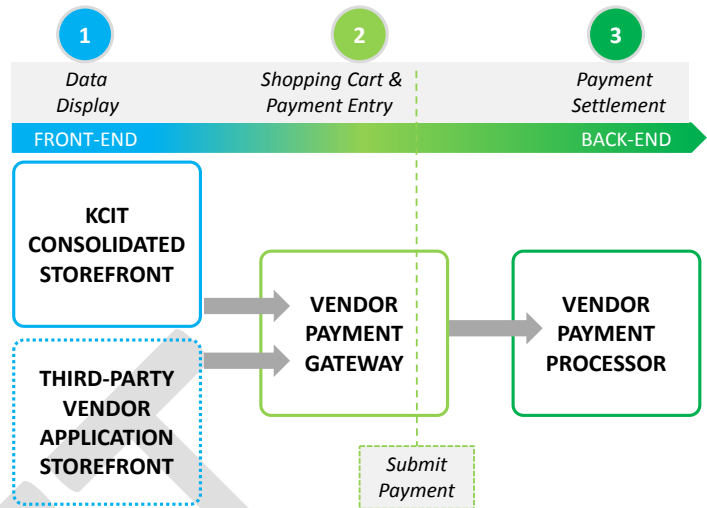 1
2
3
Data
Display
Shopping Cart &
Payment Entry
Payment
Settlement
FRONT-END
BACK-END
KCIT
CONSOLIDATED
STOREFRONT
VENDOR
PAYMENT
GATEWAY
VENDOR
PAYMENT
PROCESSOR
THIRD-PARTY
VENDOR
APPLICATION
STOREFRONT
Submit
Payment